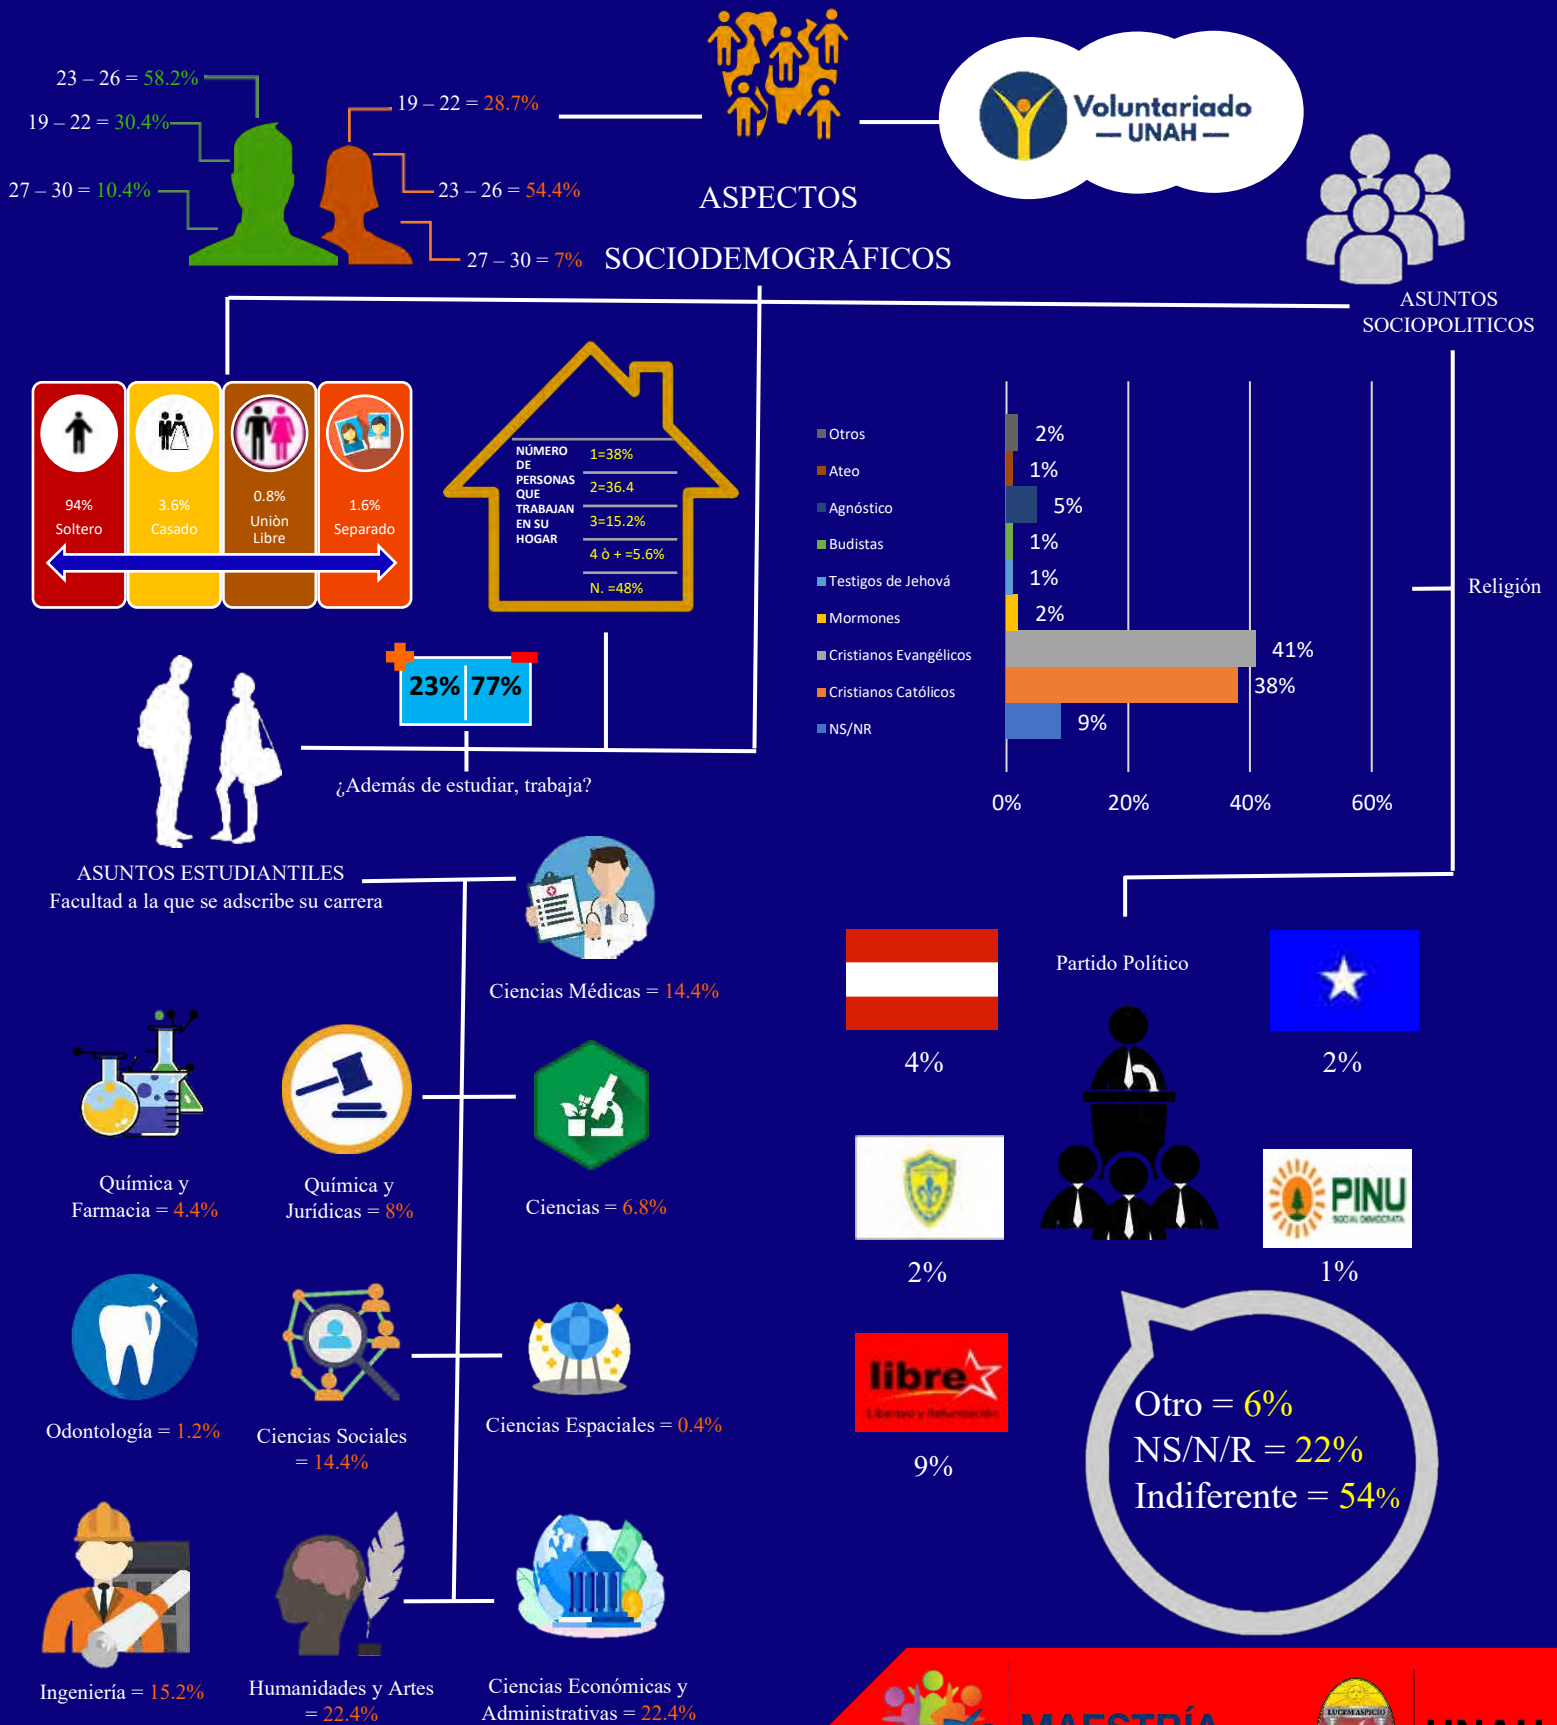 23 – 26 = 58.2%
19 – 22 = 30.4%
27 – 30 = 10.4%
19 – 22 = 28.7%
23 – 26 = 54.4%
27 – 30 = 7%
ASPECTOS
SOCIODEMOGRÁFICOS
Voluntariado
— UNAH —
ASUNTOS
SOCIOPOLITICOS
94%
Soltero
3.6%
Casado
0.8%
Uniòn
Libre
1.6%
Separado
NÚMERO
DE
PERSONAS
QUE
TRABAJAN
EN SU
HOGAR
1=38%
2=36.4
3=15.2%
4 ò + =5.6%
N. =48%
Otros
Ateo
Agnóstico
Budistas
Testigos de Jehová
Mormones
Cristianos Evangélicos
Cristianos Católicos
NS/NR
2%
1%
5%
1%
1%
2%
41%
38%
9%
0% 20% 40% 60%
Religión
23% 77%
¿Además de estudiar, trabaja?
ASUNTOS ESTUDIANTILES
Facultad a la que se adscribe su carrera
Ciencias Médicas = 14.4%
Química y
Farmacia = 4.4%
Química y
Jurídicas = 8%
Ciencias = 6.8%
Odontología = 1.2%
Ciencias Sociales
= 14.4%
Ciencias Espaciales = 0.4%
Ingeniería = 15.2%
Humanidades y Artes
= 22.4%
Ciencias Económicas y
Administrativas = 22.4%
Partido Político
4%
2%
2%
PINU
SOCIAL DEMOCRATA
1%
libre
Libertad y Refundación
9%
Otro = 6%
NS/N/R = 22%
Indiferente = 54%
MAESTRÍA
LUCEM ASPICIO
UNAH